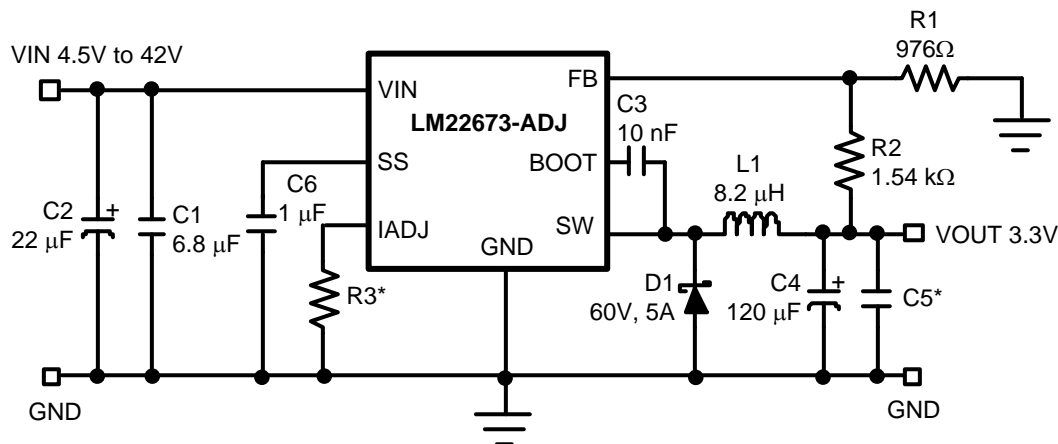 VIN 4.5V to 42V
R1
976Ω
VIN
FB
LM22673-ADJ
C3
10 nF
SS
BOOT
R2
1.54 kΩ
L1
8.2 μH
C2
+
22 μF
C1
6.8 μF
C6
1 μF
IADJ
SW
GND
VOUT 3.3V
R3*
D1
60V, 5A
C4
+
120 μF
C5*
GND
GND